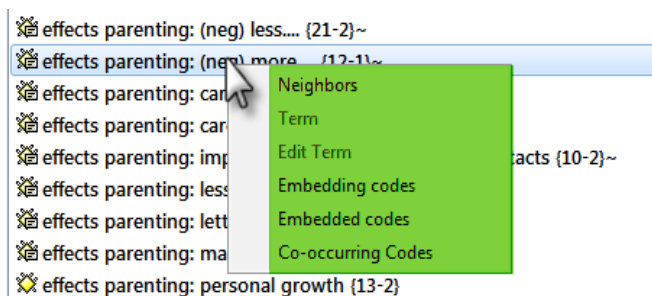 effects parenting: (neg) less.... {21-2}~
effects parenting: (neg) more.... {12-1}~
effects parenting: car
Neighbors
effects parenting: car
Term
effects parenting: imp
Edit Term
tacts {10-2}~
effects parenting: less
Embedding codes
effects parenting: lett
Embedded codes
effects parenting: ma
Co-occurring Codes
effects parenting: personal growth {13-2}